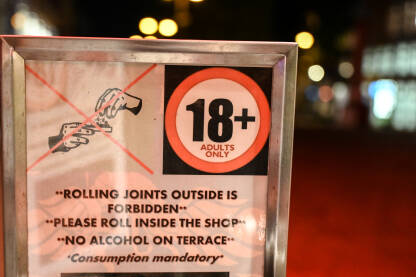 18+
ADULTS
ONLY
**ROLLING JOINTS OUTSIDE IS
FORBIDDEN**
**PLEASE ROLL INSIDE THE SHOP**
**NO ALCOHOL ON TERRACE**
*Consumption mandatory*